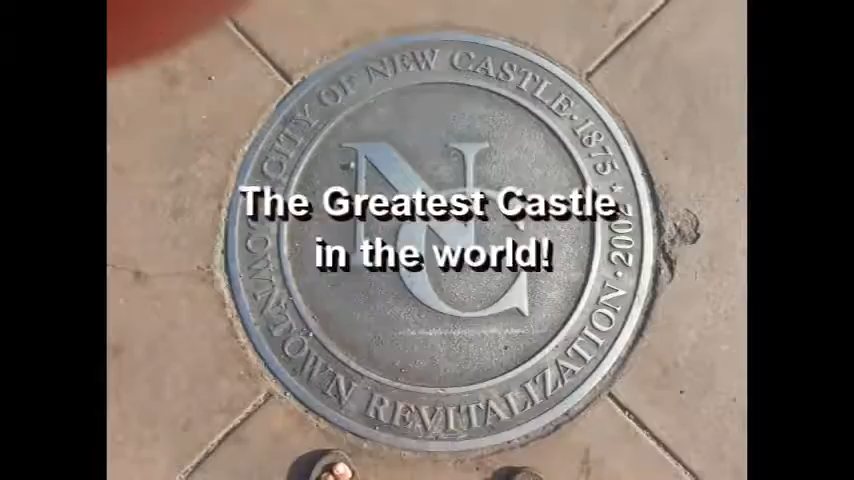 The Greatest Castle
in the world!
CITY OF NEW CASTLE · 1875 * 2002 · DOWNTOWN REVITALIZATION ·
NC